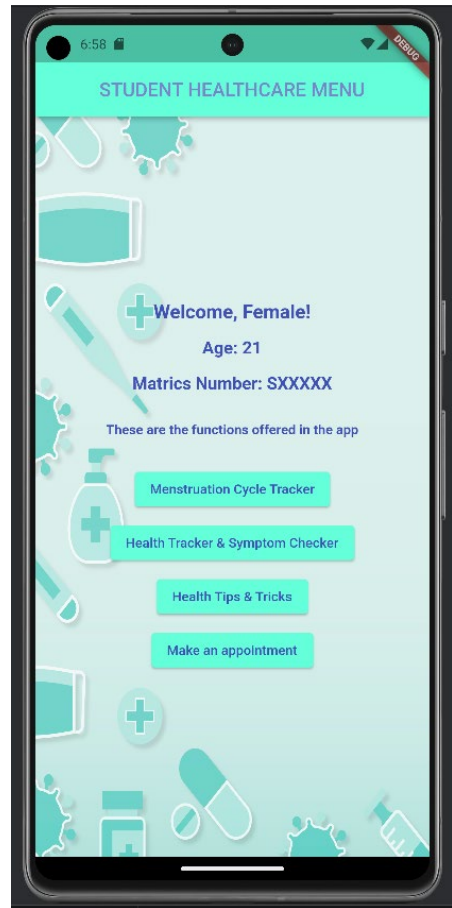 6:58
DEBUG
STUDENT HEALTHCARE MENU
Welcome, Female!
Age: 21
Matrics Number: SXXXXX
These are the functions offered in the app
Menstruation Cycle Tracker
Health Tracker & Symptom Checker
Health Tips & Tricks
Make an appointment